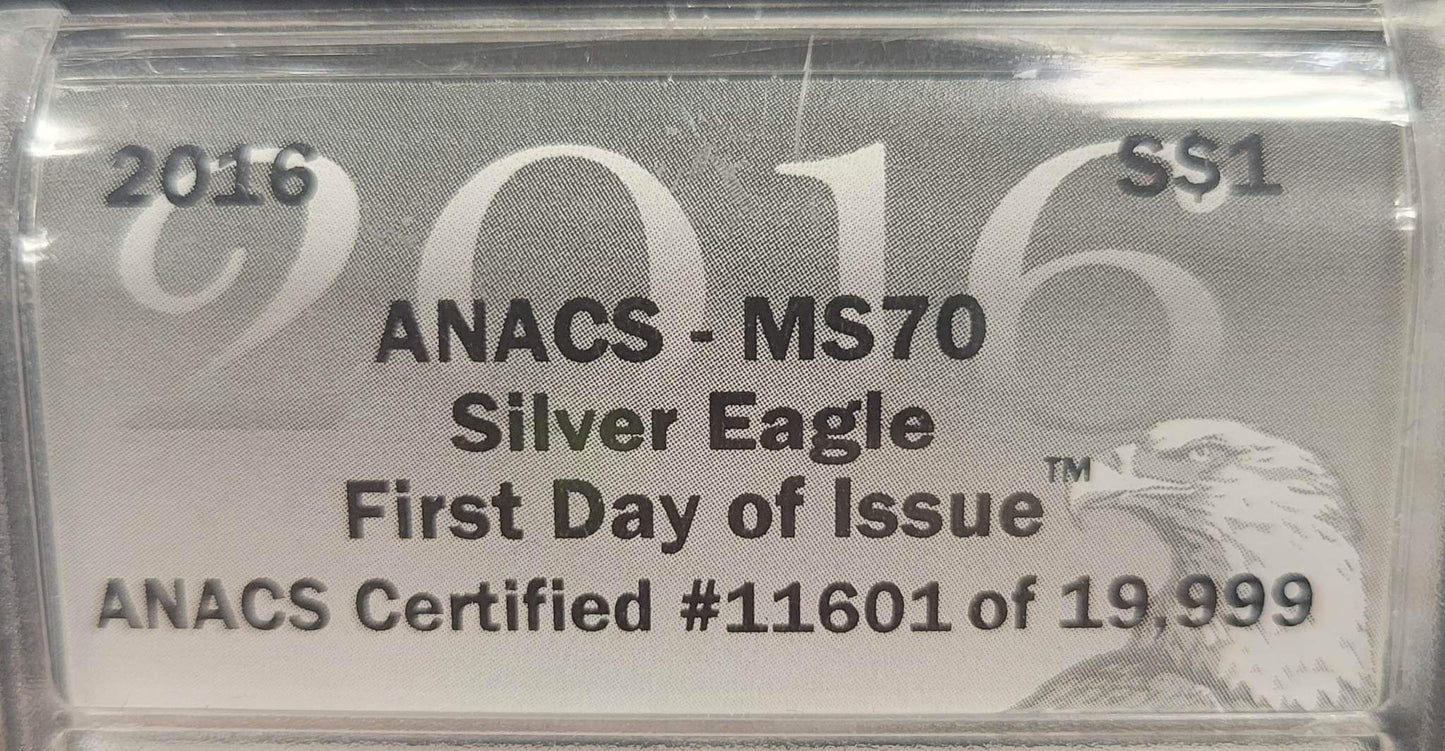 2016 S$1
2016
ANACS - MS70
Silver Eagle
First Day of Issue™
ANACS Certified #11601 of 19,999